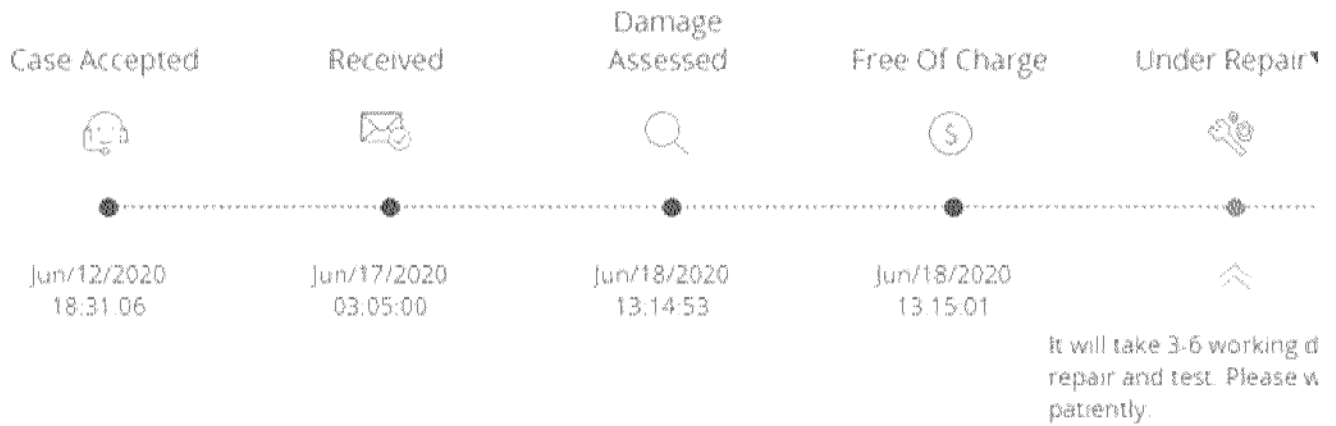 Case Accepted
Received
Damage
Assessed
Free Of Charge
Under Repair
Jun/12/2020
18:31:06
Jun/17/2020
03:05:00
Jun/18/2020
13:14:53
Jun/18/2020
13:15:01
It will take 3-6 working
repair and test. Please
patiently.